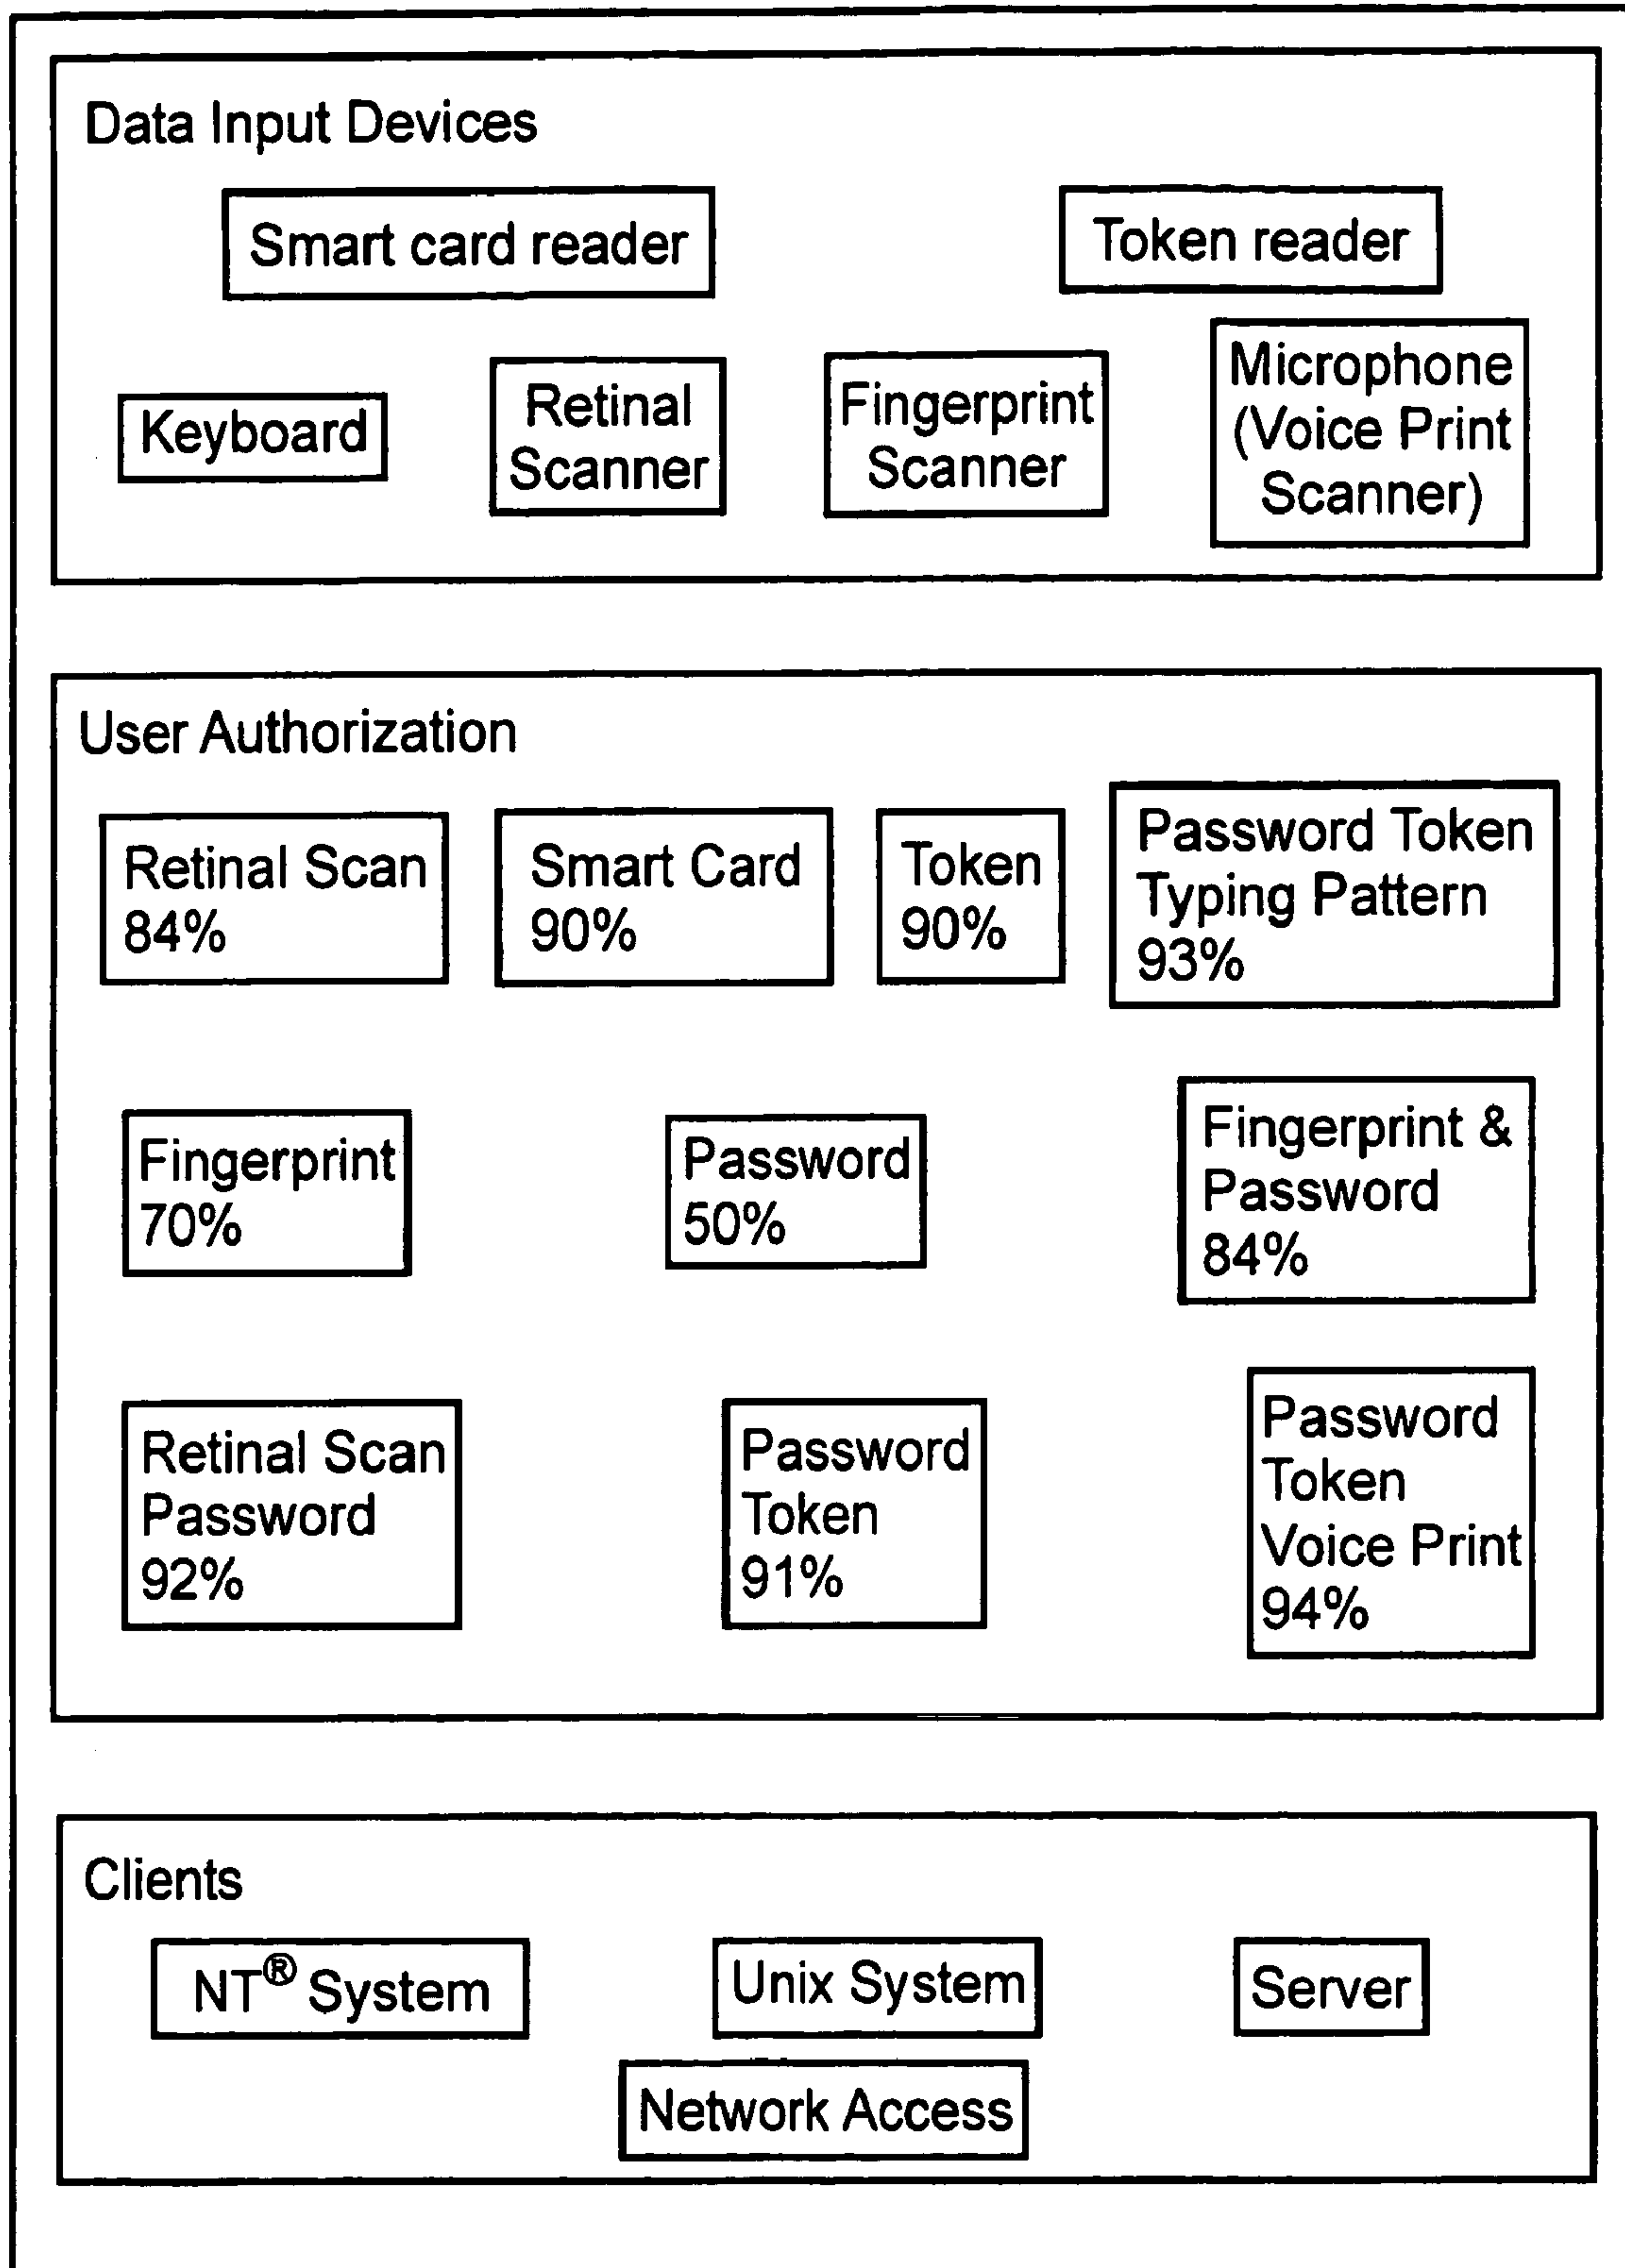 Data Input Devices
Smart card reader
Token reader
Keyboard
Retinal
Scanner
Fingerprint
Scanner
Microphone
(Voice Print
Scanner)
User Authorization
Retinal Scan
84%
Smart Card
90%
Token
90%
Password Token
Typing Pattern
93%
Fingerprint
70%
Password
50%
Fingerprint &
Password
84%
Retinal Scan
Password
92%
Password
Token
91%
Password
Token
Voice Print
94%
Clients
NT® System
Unix System
Server
Network Access